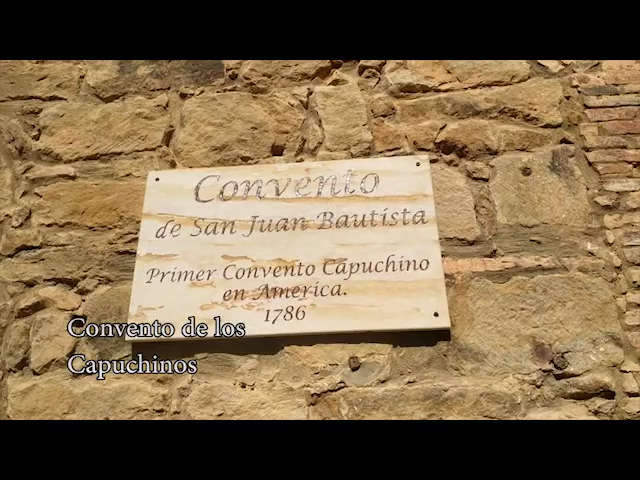 Convento
de San Juan Bautista
Primer Convento Capuchino
en America.
1786
Convento de los
Capuchinos